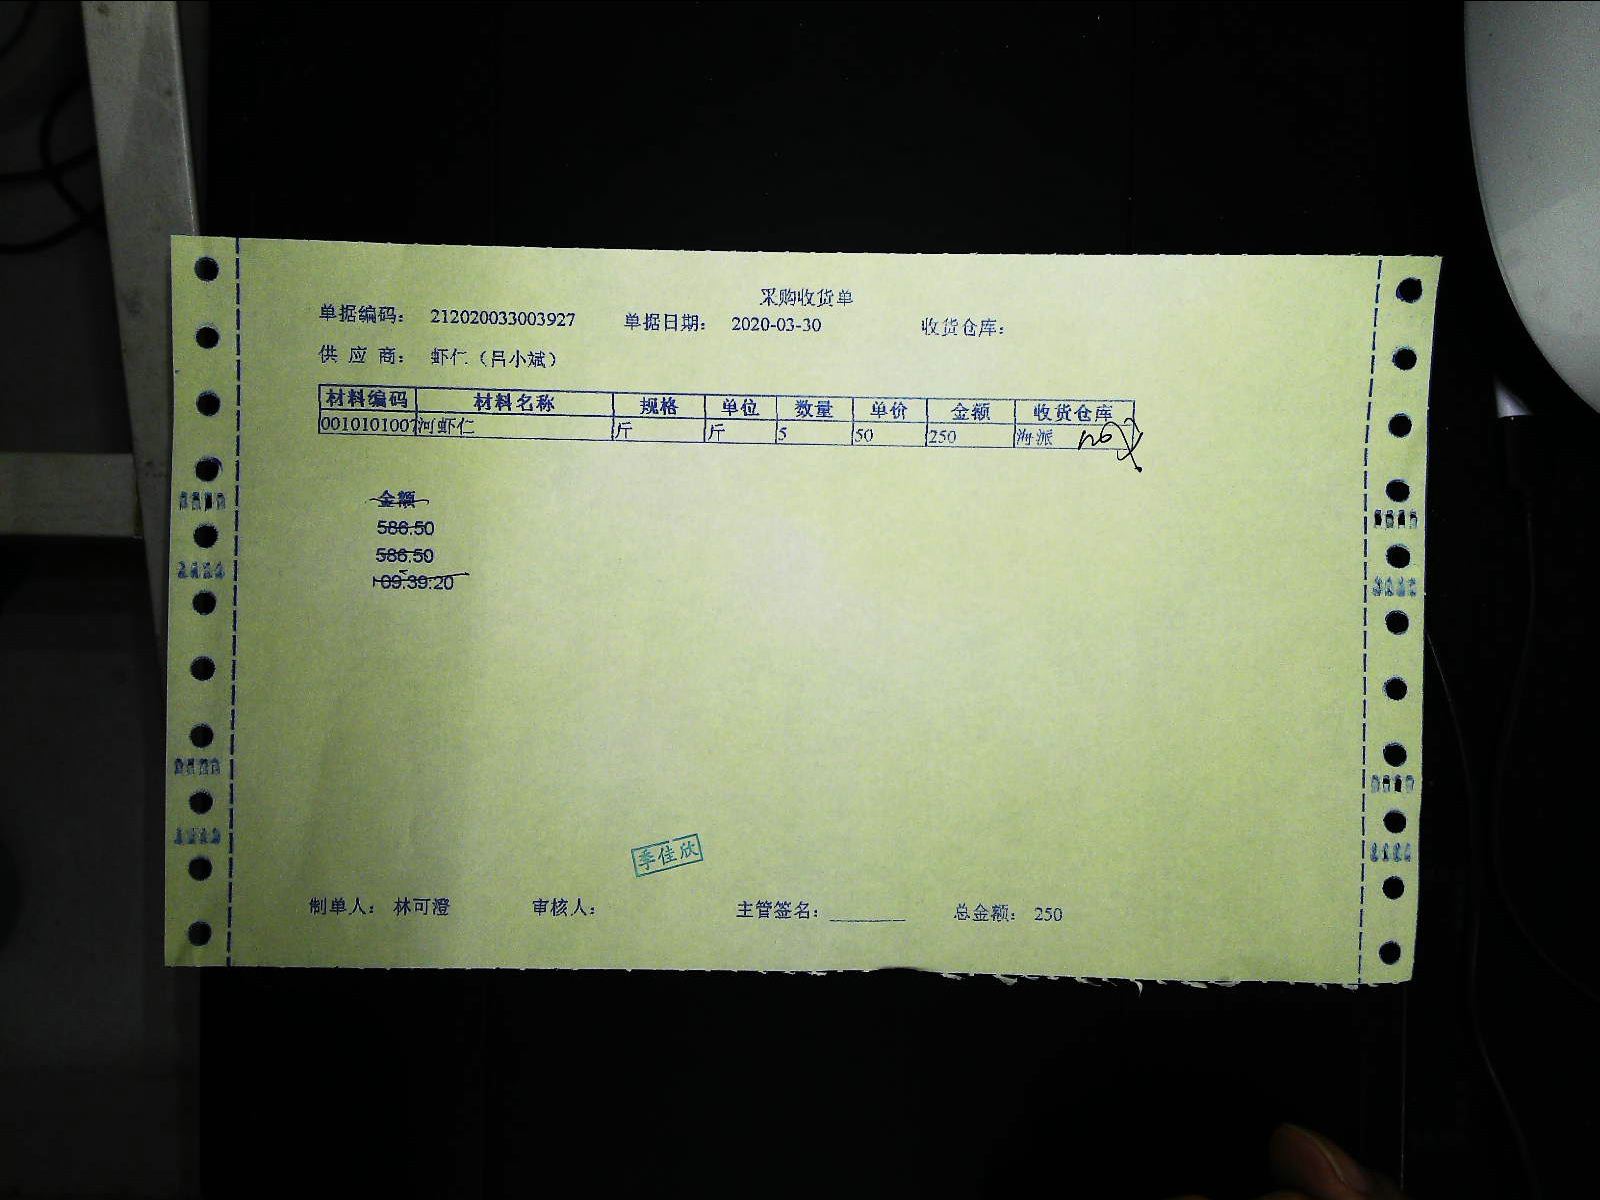 采购收货单
单据编码： 212020033003927 单据日期： 2020-03-30 收货仓库：
供 应 商： 虾仁（吕小斌）
材料编码 材料名称 规格 单位 数量 单价 金额 收货仓库
0010101007 河虾仁 斤 斤 5 50 250 海派
金额
586.50
586.50
09.39.20
季佳欣
制单人： 林可澄 审核人： 主管签名： 总金额： 250